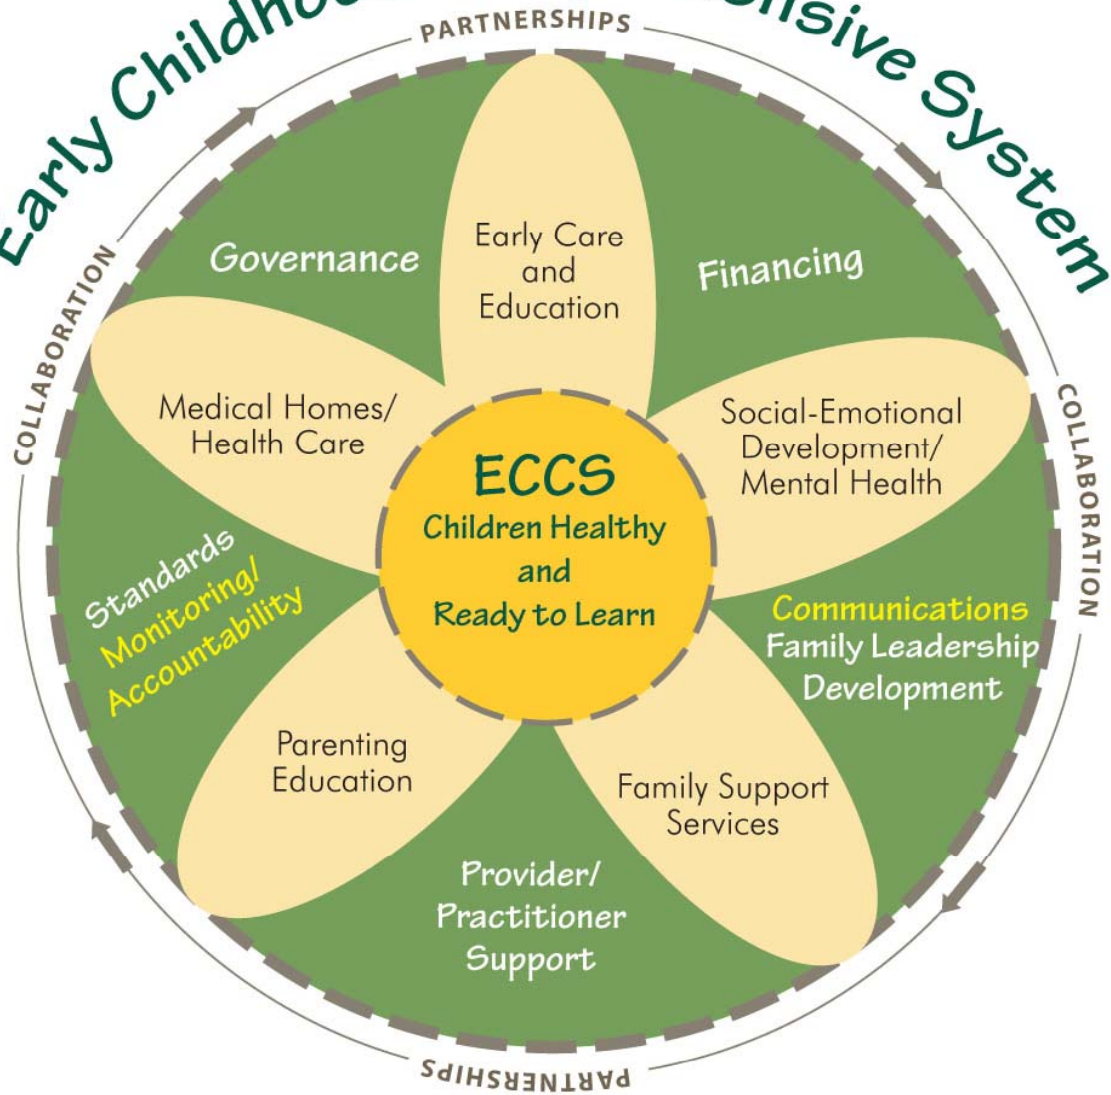 Early
System
PARTNERSHIPS
COLLABORATION
COLLABORATION
Governance
Early Care
and
Education
Financing
Medical Homes/
Health Care
Social-Emotional
Development/
Mental Health
ECCS
Children Healthy
and
Ready to Learn
Standards
Monitoring/
Accountability
Communications
Family Leadership
Development
Parenting
Education
Family Support
Services
Provider/
Practitioner
Support
PARTNERSHIPS